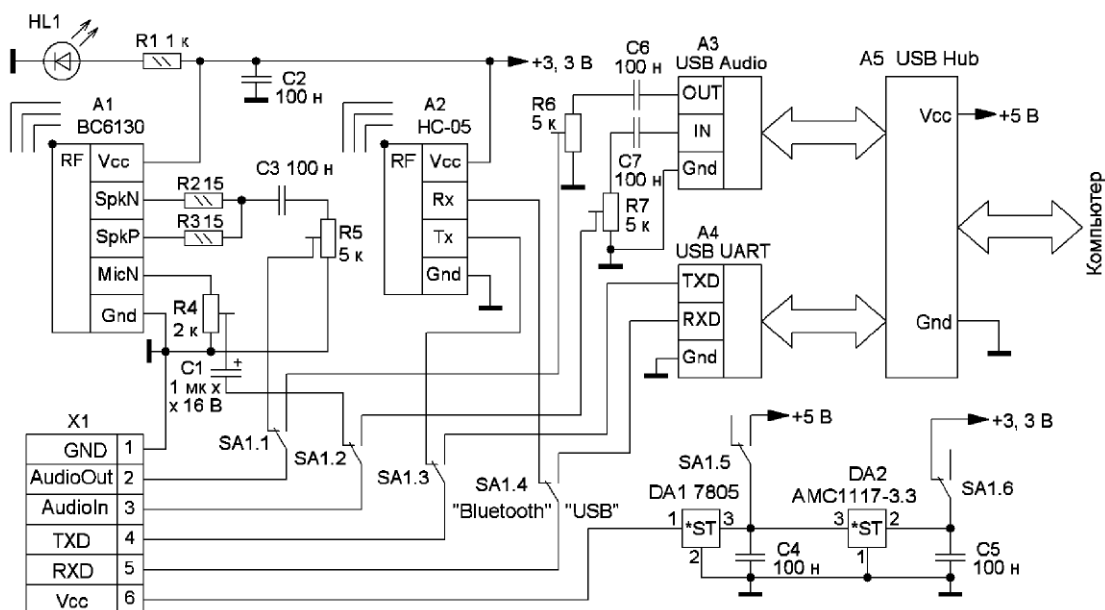 HL1
R1 1 к
C2
100 н
+3, 3 В
A1
BC6130
RF
Vcc
SpkN
SpkP
MicN
Gnd
R2 15
R3 15
C3 100 н
R5
5 к
R4
2 к
C1
1 мк х
х 16 В
A2
HC-05
RF
Vcc
Rx
Tx
Gnd
C6
100 н
R6
5 к
C7
100 н
R7
5 к
A3
USB Audio
OUT
IN
Gnd
A4
USB UART
TXD
RXD
Gnd
A5 USB Hub
Vcc
+5 В
Gnd
Компьютер
X1
GND 1
AudioOut 2
AudioIn 3
TXD 4
RXD 5
Vcc 6
SA1.1
SA1.2
SA1.3
SA1.4
"Bluetooth" "USB"
+5 В
SA1.5
DA1 7805
1 *ST 3
2
C4
100 н
+3, 3 В
SA1.6
DA2
AMC1117-3.3
3 *ST 2
1
C5
100 н